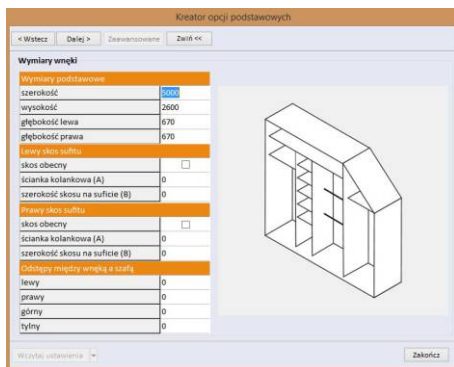 Kreator opcji podstawowych
< Wstecz Dalej > Zaawansowane Zwiń <<
Wymiary wnęki
Wymiary podstawowe
szerokość 5000
wysokość 2600
głębokość lewa 670
głębokość prawa 670
Lewy skos sufitu
skos obecny
ścianka kolankowa (A) 0
szerokość skosu na suficie (B) 0
Prawy skos sufitu
skos obecny
ścianka kolankowa (A) 0
szerokość skosu na suficie (B) 0
Odstępy między wnęką a szafą
lewy 0
prawy 0
górny 0
tylny 0
Wczytaj ustawienia Zakończ